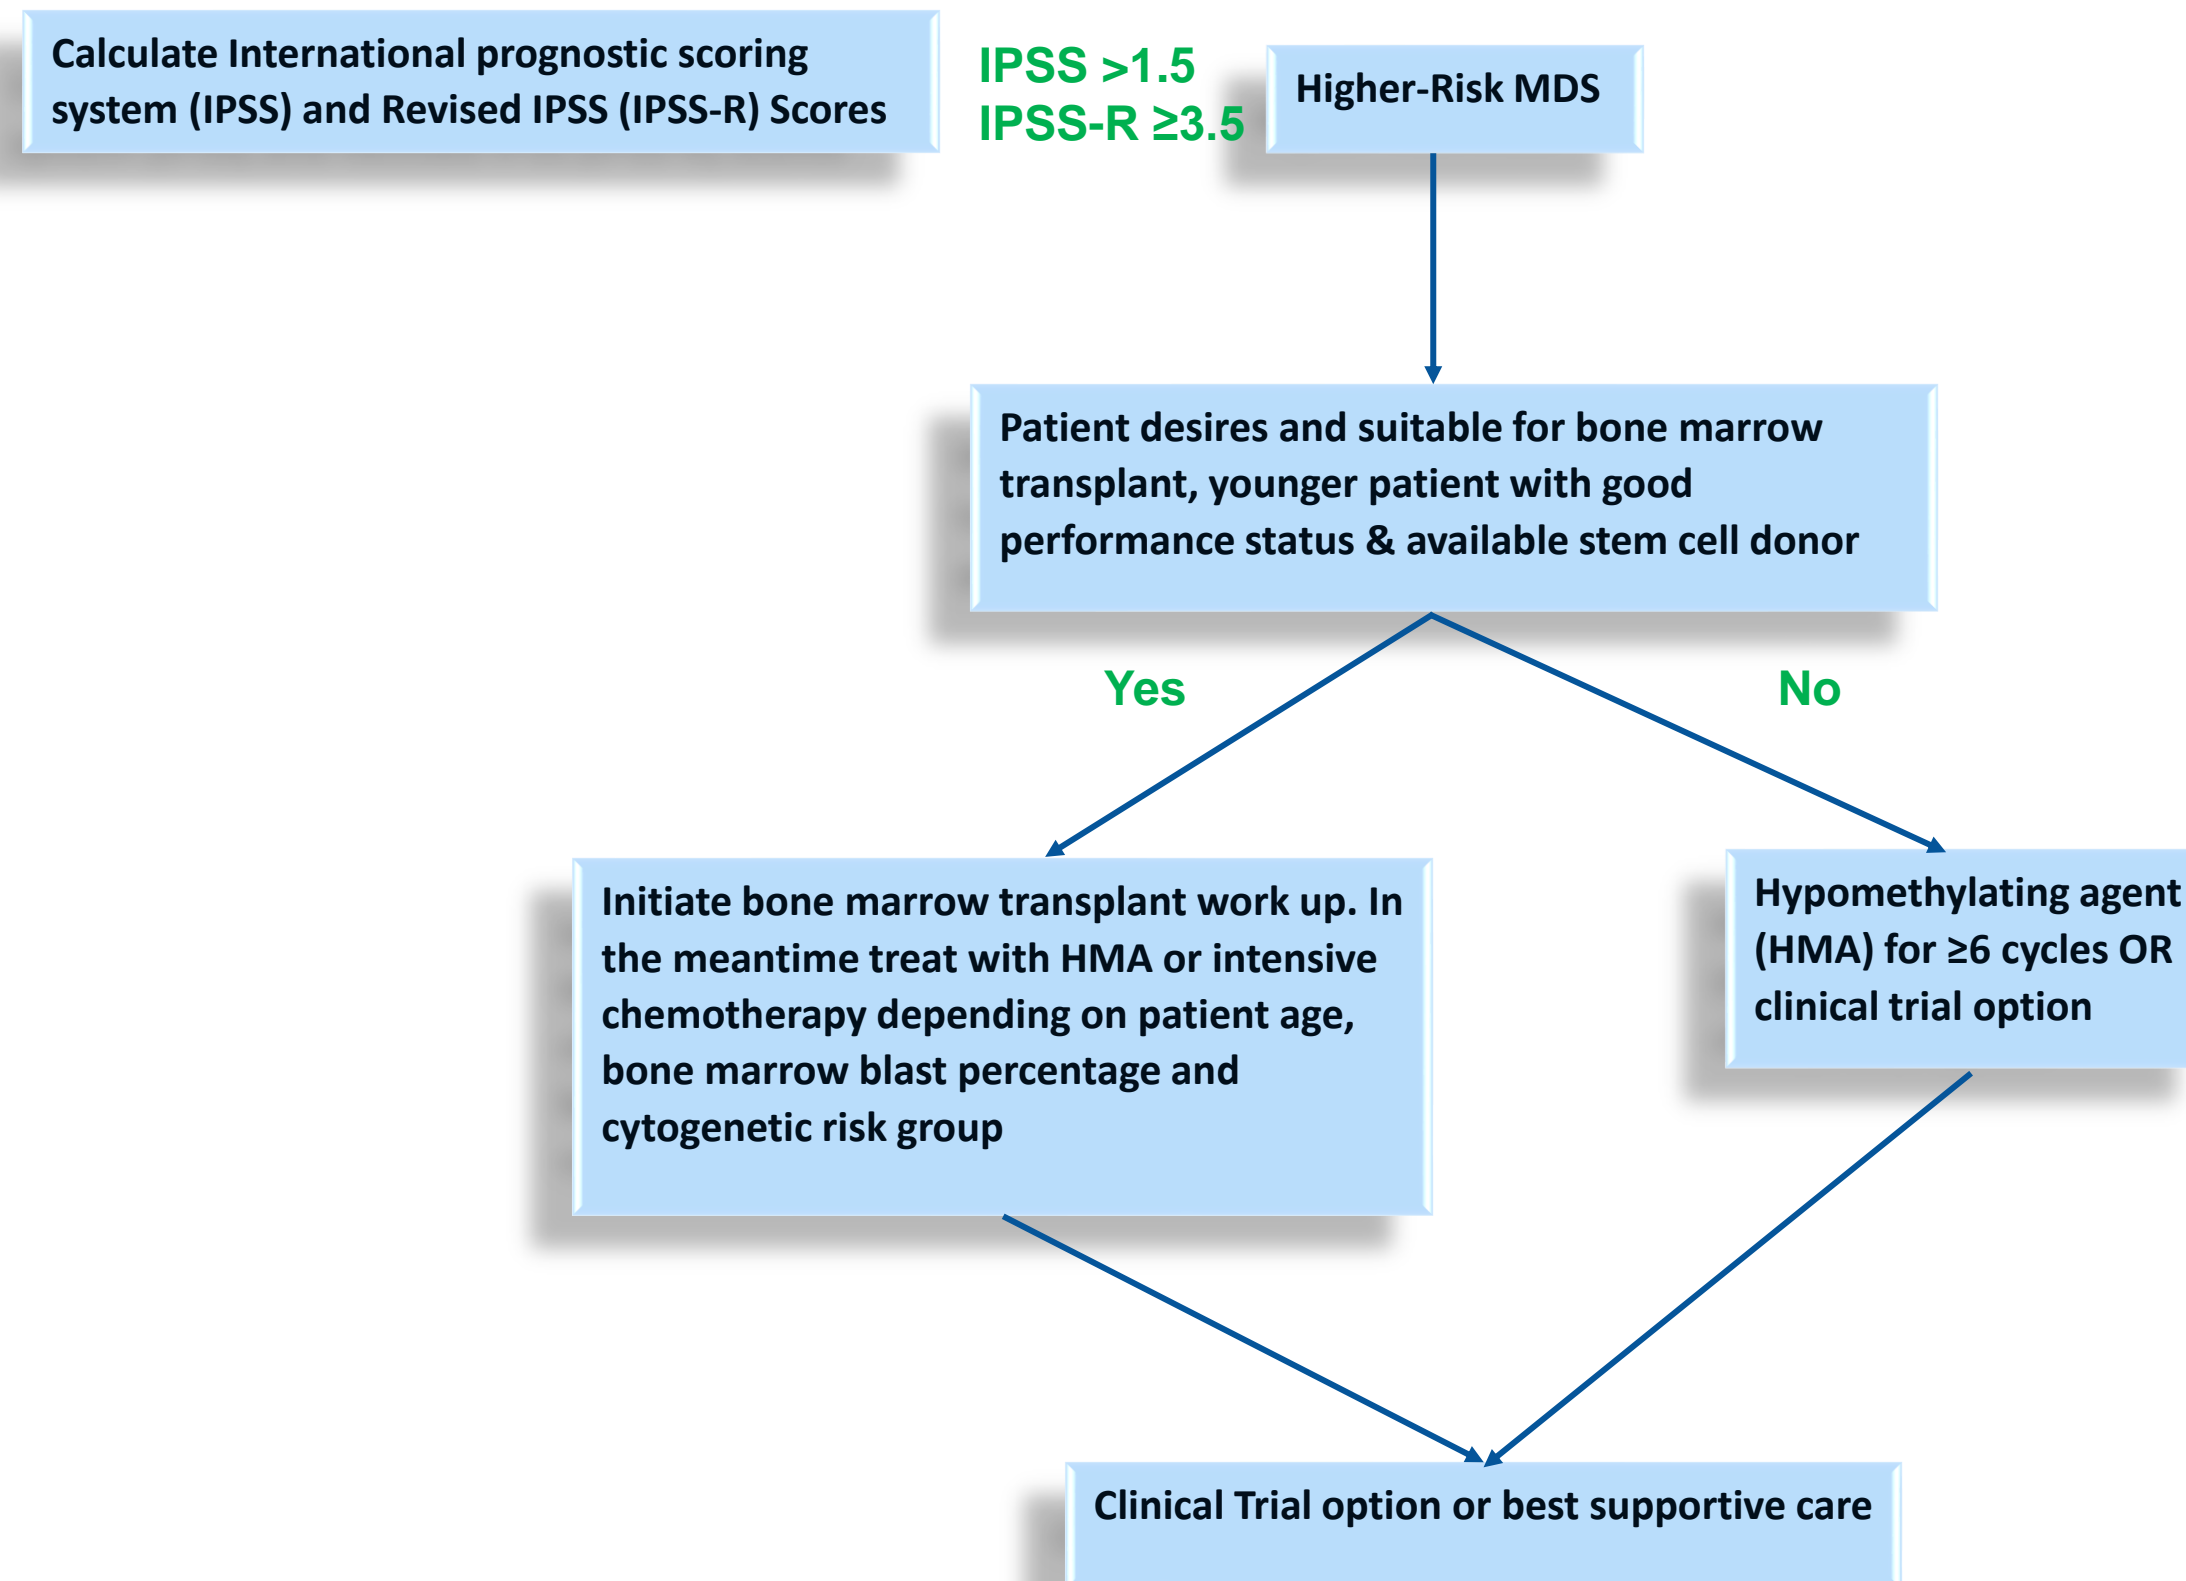 Calculate International prognostic scoring
system (IPSS) and Revised IPSS (IPSS-R) Scores
IPSS >1.5
IPSS-R ≥3.5
Higher-Risk MDS
Patient desires and suitable for bone marrow
transplant, younger patient with good
performance status & available stem cell donor
Yes
No
Initiate bone marrow transplant work up. In
the meantime treat with HMA or intensive
chemotherapy depending on patient age,
bone marrow blast percentage and
cytogenetic risk group
Hypomethylating agent
(HMA) for ≥6 cycles OR
clinical trial option
Clinical Trial option or best supportive care